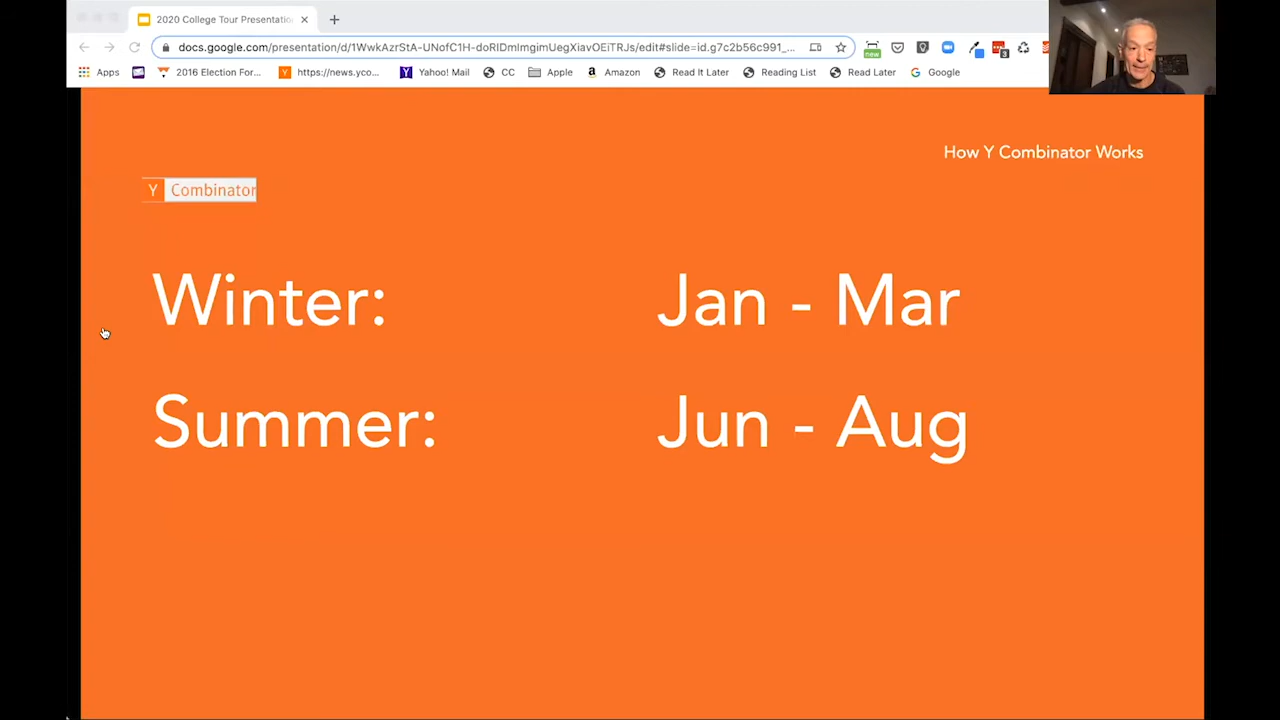 2020 College Tour Presentatio
docs.google.com/presentation/d/1WwkAzrStA-UNofC1H-doRIDmImgimUegXiavOEiTRJs/edit#slide=id.g7c2b56c991_...
new
3
Apps 2016 Election For... https://news.yco... Yahoo! Mail CC Apple Amazon Read It Later Reading List Read Later Google
How Y Combinator Works
Y Combinator
Winter: Jan - Mar
Summer: Jun - Aug